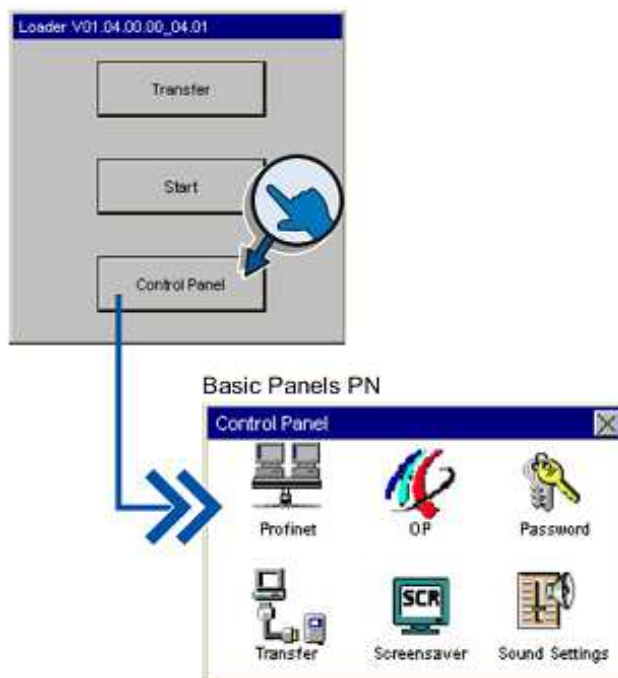 Loader V01.04.00.00_04.01
Transfer
Start
Control Panel
Basic Panels PN
Control Panel
Profinet
OP
Password
SCR
Transfer
Screensaver
Sound Settings